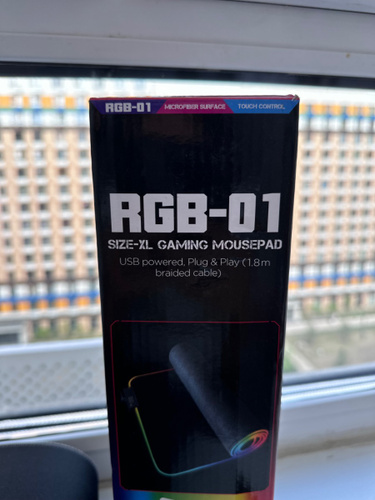 RGB-01 MICROFIBER SURFACE TOUCH CONTROL
RGB-01
SIZE-XL GAMING MOUSEPAD
USB powered, Plug & Play (1.8m
braided cable)